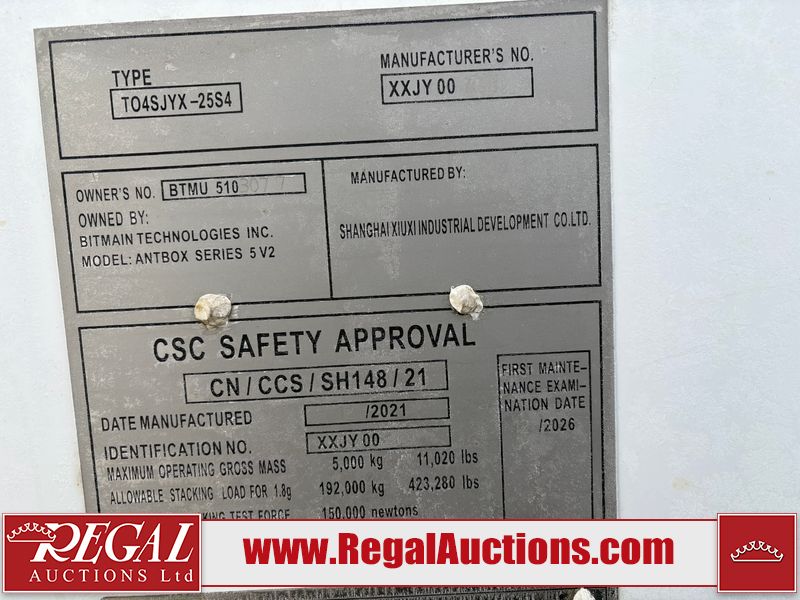 TYPE
TO4SJYX-25S4
MANUFACTURER'S NO.
XXJY 00
OWNER'S NO. BTMU 510 3077
OWNED BY:
BITMAIN TECHNOLOGIES INC.
MODEL: ANTBOX SERIES 5 V2
MANUFACTURED BY:
SHANGHAI XIUXI INDUSTRIAL DEVELOPMENT CO.LTD.
CSC SAFETY APPROVAL
CN/CCS/SH148/21
DATE MANUFACTURED /2021
IDENTIFICATION NO. XXJY 00
MAXIMUM OPERATING GROSS MASS 5,000 kg 11,020 lbs
ALLOWABLE STACKING LOAD FOR 1.8g 192,000 kg 423,280 lbs
TEST FORCE 150,000 newtons
FIRST MAINTE-
NANCE EXAMI-
NATION DATE
/2026
REGAL
AUCTIONS Ltd
www.RegalAuctions.com